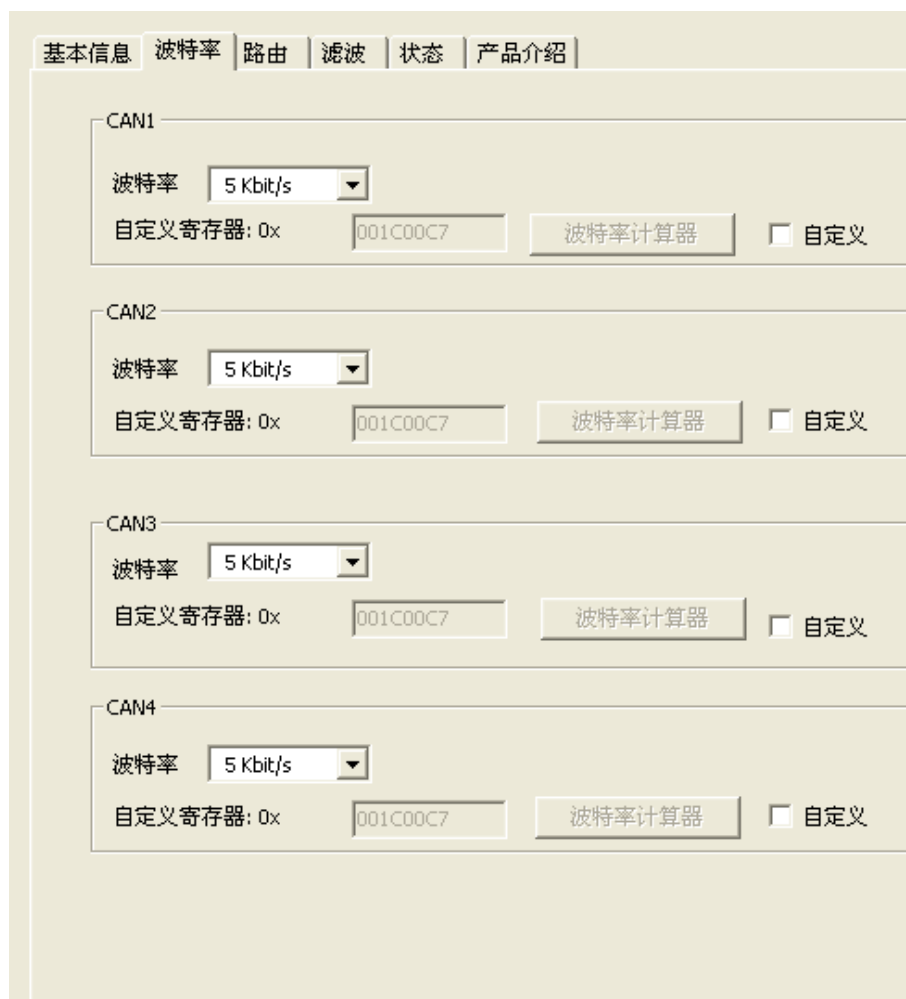 基本信息 波特率 路由 滤波 状态 产品介绍
CAN1
波特率 5 Kbit/s
自定义寄存器: 0x 001C00C7 波特率计算器 自定义
CAN2
波特率 5 Kbit/s
自定义寄存器: 0x 001C00C7 波特率计算器 自定义
CAN3
波特率 5 Kbit/s
自定义寄存器: 0x 001C00C7 波特率计算器 自定义
CAN4
波特率 5 Kbit/s
自定义寄存器: 0x 001C00C7 波特率计算器 自定义